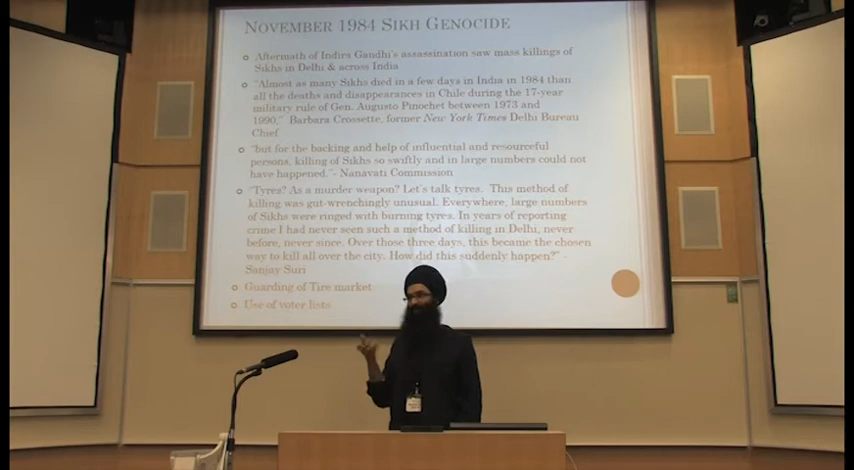 NOVEMBER 1984 SIKH GENOCIDE
Aftermath of Indira Gandhi's assassination saw mass killings of
Sikhs in Delhi & across India
"Almost as many Sikhs died in a few days in India in 1984 than
all the deaths and disappearances in Chile during the 17-year
military rule of Gen. Augusto Pinochet between 1973 and
1990." Barbara Crossette, former New York Times Delhi Bureau
Chief
"but for the backing and help of influential and resourceful
persons, killing of Sikhs so swiftly and in large numbers could not
have happened."- Nanavati Commission
"Tyres? As a murder weapon? Let's talk tyres. This method of
killing was gut-wrenchingly unusual. Everywhere, large numbers
of Sikhs were ringed with burning tyres. In years of reporting
crime I had never seen such a method of killing in Delhi, never
before, never since. Over those three days, this became the chosen
way to kill all over the city. How did this suddenly happen?" -
Sanjay Suri
Guarding of Tire market
Use of voter lists